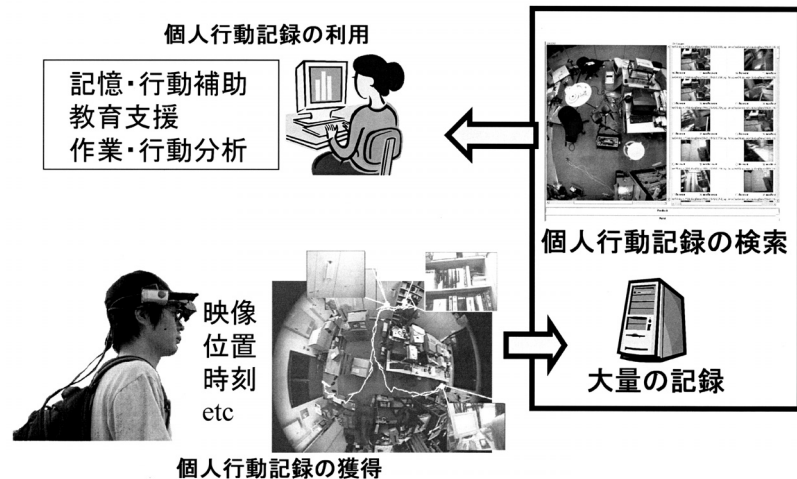 個人行動記録の利用
記憶・行動補助
教育支援
作業・行動分析
個人行動記録の検索
映像
位置
時刻
etc
大量の記録
個人行動記録の獲得